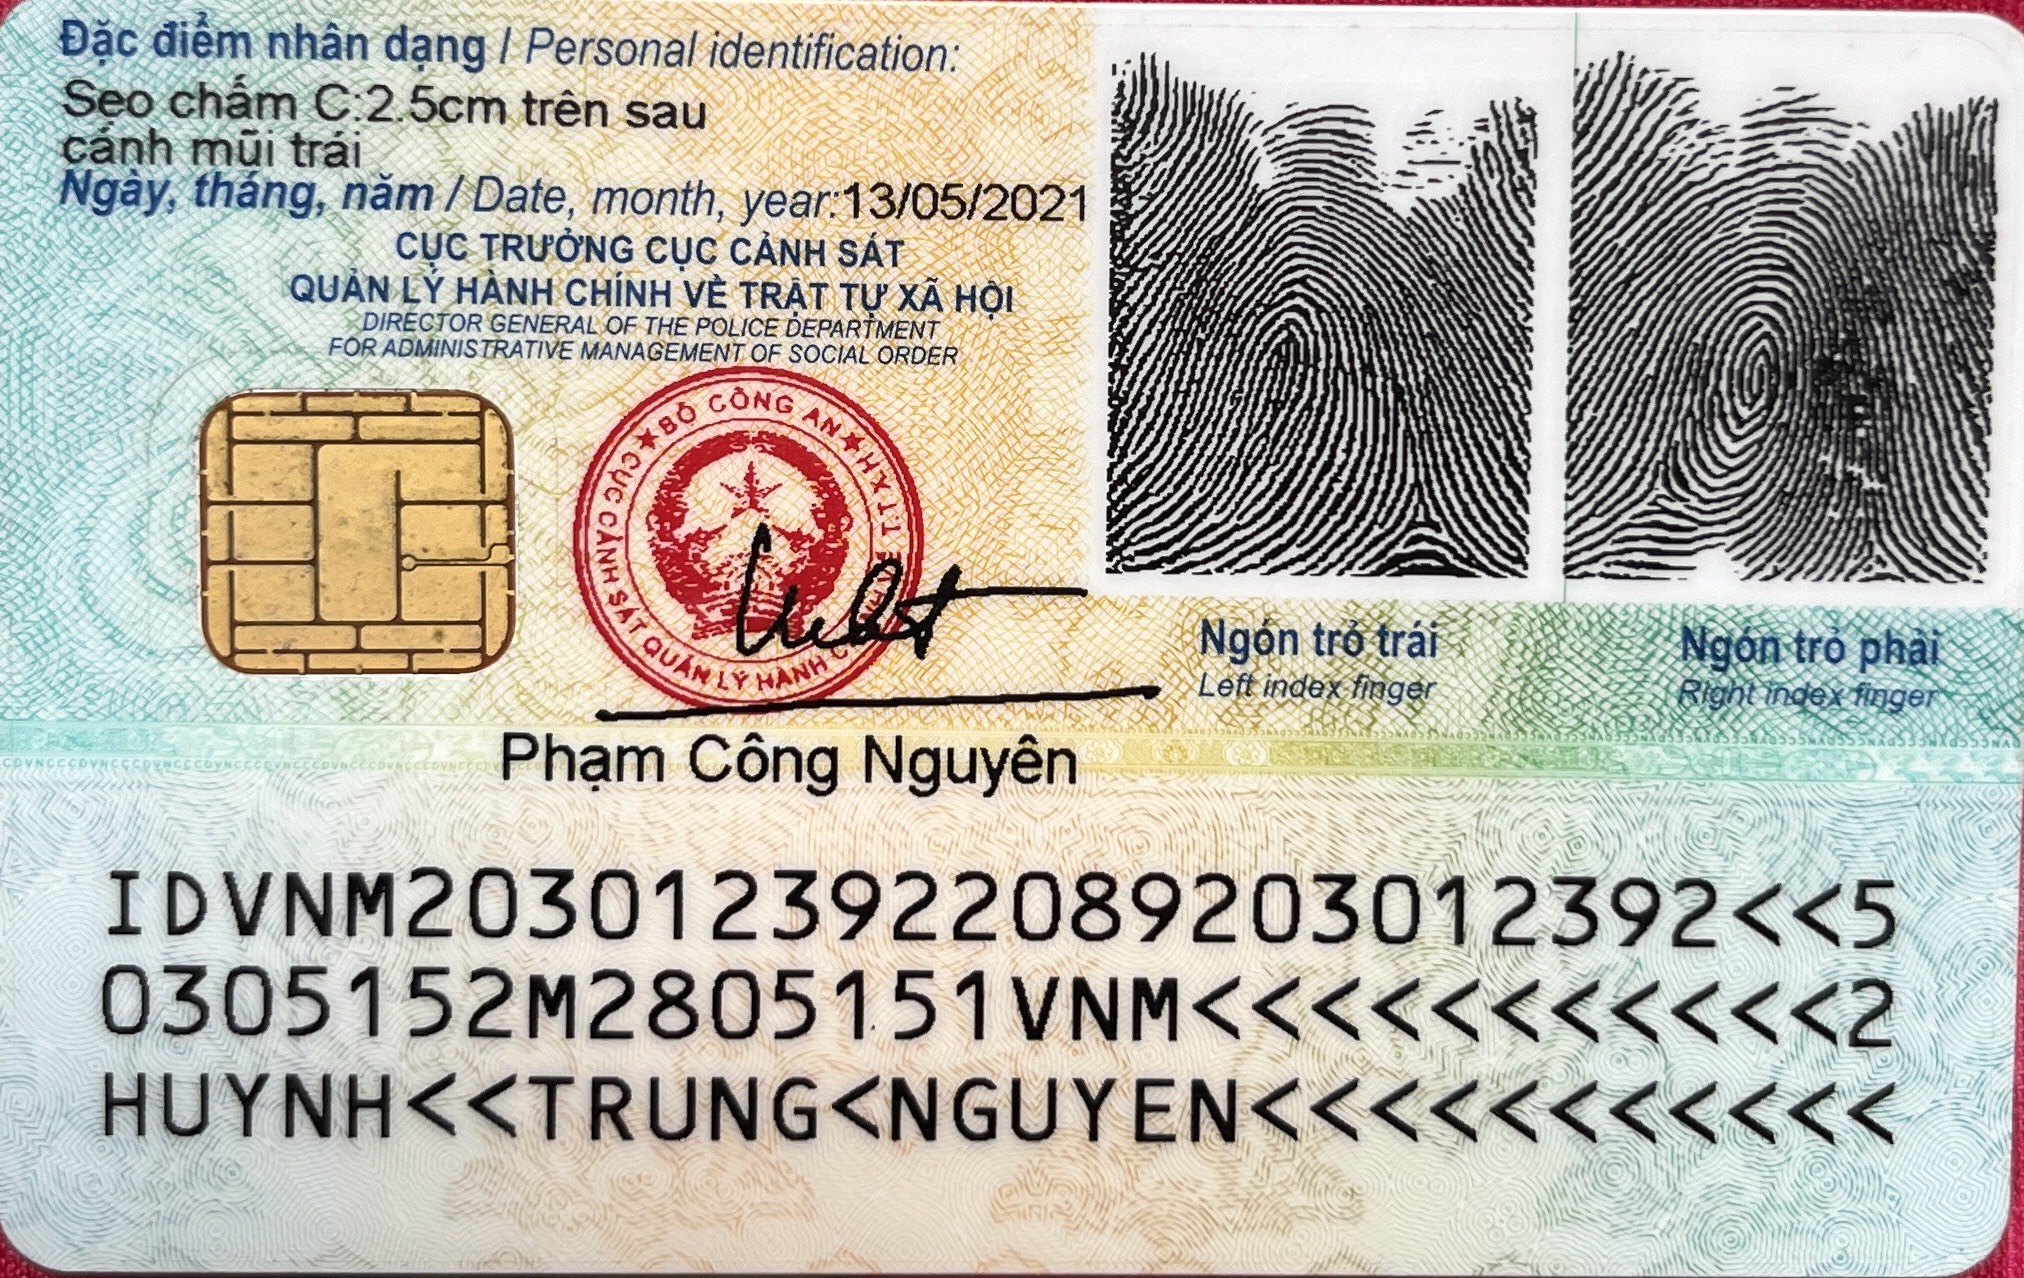 Đặc điểm nhân dạng / Personal identification:
Sẹo chấm C:2.5cm trên sau
cánh mũi trái
Ngày, tháng, năm / Date, month, year:13/05/2021
CỤC TRƯỞNG CỤC CẢNH SÁT
QUẢN LÝ HÀNH CHÍNH VỀ TRẬT TỰ XÃ HỘI
DIRECTOR GENERAL OF THE POLICE DEPARTMENT
FOR ADMINISTRATIVE MANAGEMENT OF SOCIAL ORDER
BỘ CÔNG AN
CỤC CẢNH SÁT QUẢN LÝ HÀNH
TTXH
Ngón trỏ trái
Left index finger
Ngón trỏ phải
Right index finger
Phạm Công Nguyên
IDVNM2030123922089203012392<<5
0305152M2805151VNM<<<<<<<<<<<2
HUYNH<<TRUNG<NGUYEN<<<<<<<<<<<